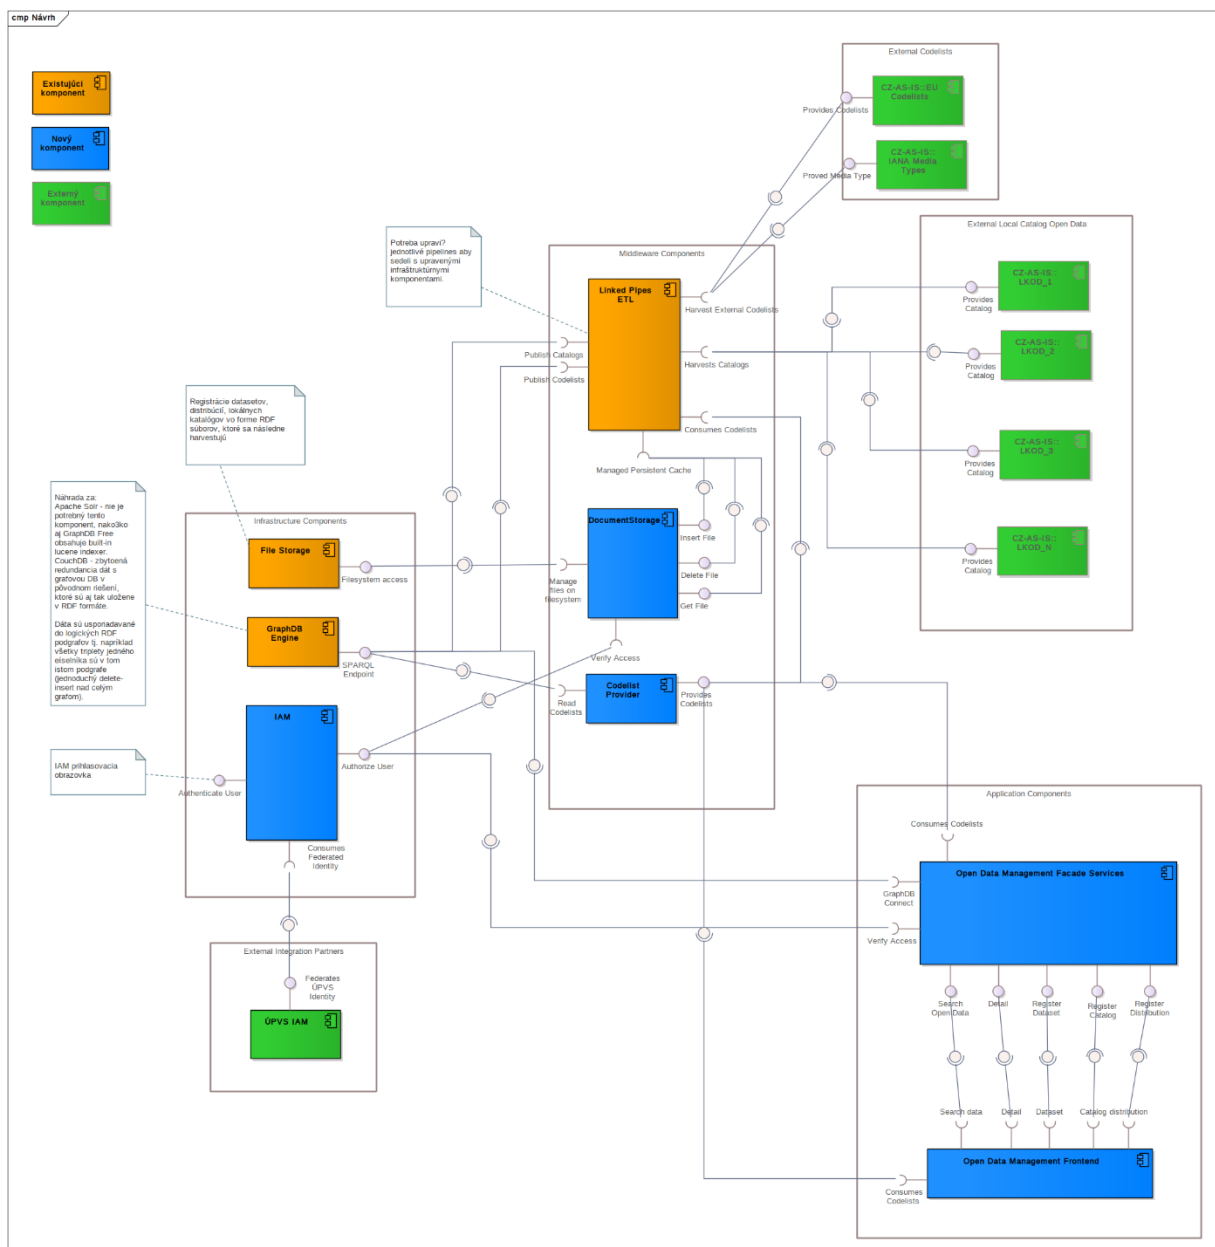 cmp Návrh
Existujúci
komponent
Nový
komponent
Externý
komponent
External Codelists
CZ-AS-IS::EU
Codelists
Provides Codelists
CZ-AS-IS::
IANA Media
Types
Proved Media Type
External Local Catalog Open Data
CZ-AS-IS::
LKOD_1
Provides
Catalog
CZ-AS-IS::
LKOD_2
Provides
Catalog
CZ-AS-IS::
LKOD_3
Provides
Catalog
CZ-AS-IS::
LKOD_N
Provides
Catalog
Potreba upraví?
jednotlivé pipelines aby
sedeli s upravenými
infraštruktúrnymi
komponentami.
Middleware Components
Linked Pipes
ETL
Harvest External Codelists
Publish Catalogs
Publish Codelists
Harvests Catalogs
Consumes Codelists
Managed Persistent Cache
DocumentStorage
Insert File
Delete File
Get File
Manage
files on
filesystem
Verify Access
Codelist
Provider
Read
Codelists
Provides
Codelists
Registrácie datasetov,
distribúcií, lokálnych
katalógov vo forme RDF
súborov, ktoré sa následne
harvestujú
Náhrada za:
Apache Solr - nie je
potrebný tento
komponent, nako3ko
aj GraphDB Free
obsahuje built-in
lucene indexer.
CouchDB - zbytoená
redundancia dát s
grafovou DB v
pôvodnom riešení,
ktoré sú aj tak uložene
v RDF formáte.
Dáta sú usporiadavané
do logických RDF
podgrafov tj. napríklad
všetky triplety jedného
eíselníka sú v tom
istom podgrafe
(jednoduchý delete-
insert nad celým
grafom).
IAM prihlasovacia
obrazovka
Infrastructure Components
File Storage
Filesystem access
GraphDB
Engine
SPARQL
Endpoint
IAM
Authorize User
Authenticate User
Consumes
Federated
Identity
External Integration Partners
Federates
ÚPVS
Identity
ÚPVS IAM
Application Components
Consumes Codelists
Open Data Management Facade Services
GraphDB
Connect
Verify Access
Search
Open Data
Detail
Register
Dataset
Register
Catalog
Register
Distribution
Search data
Detail
Dataset
Catalog distribution
Open Data Management Frontend
Consumes
Codelists